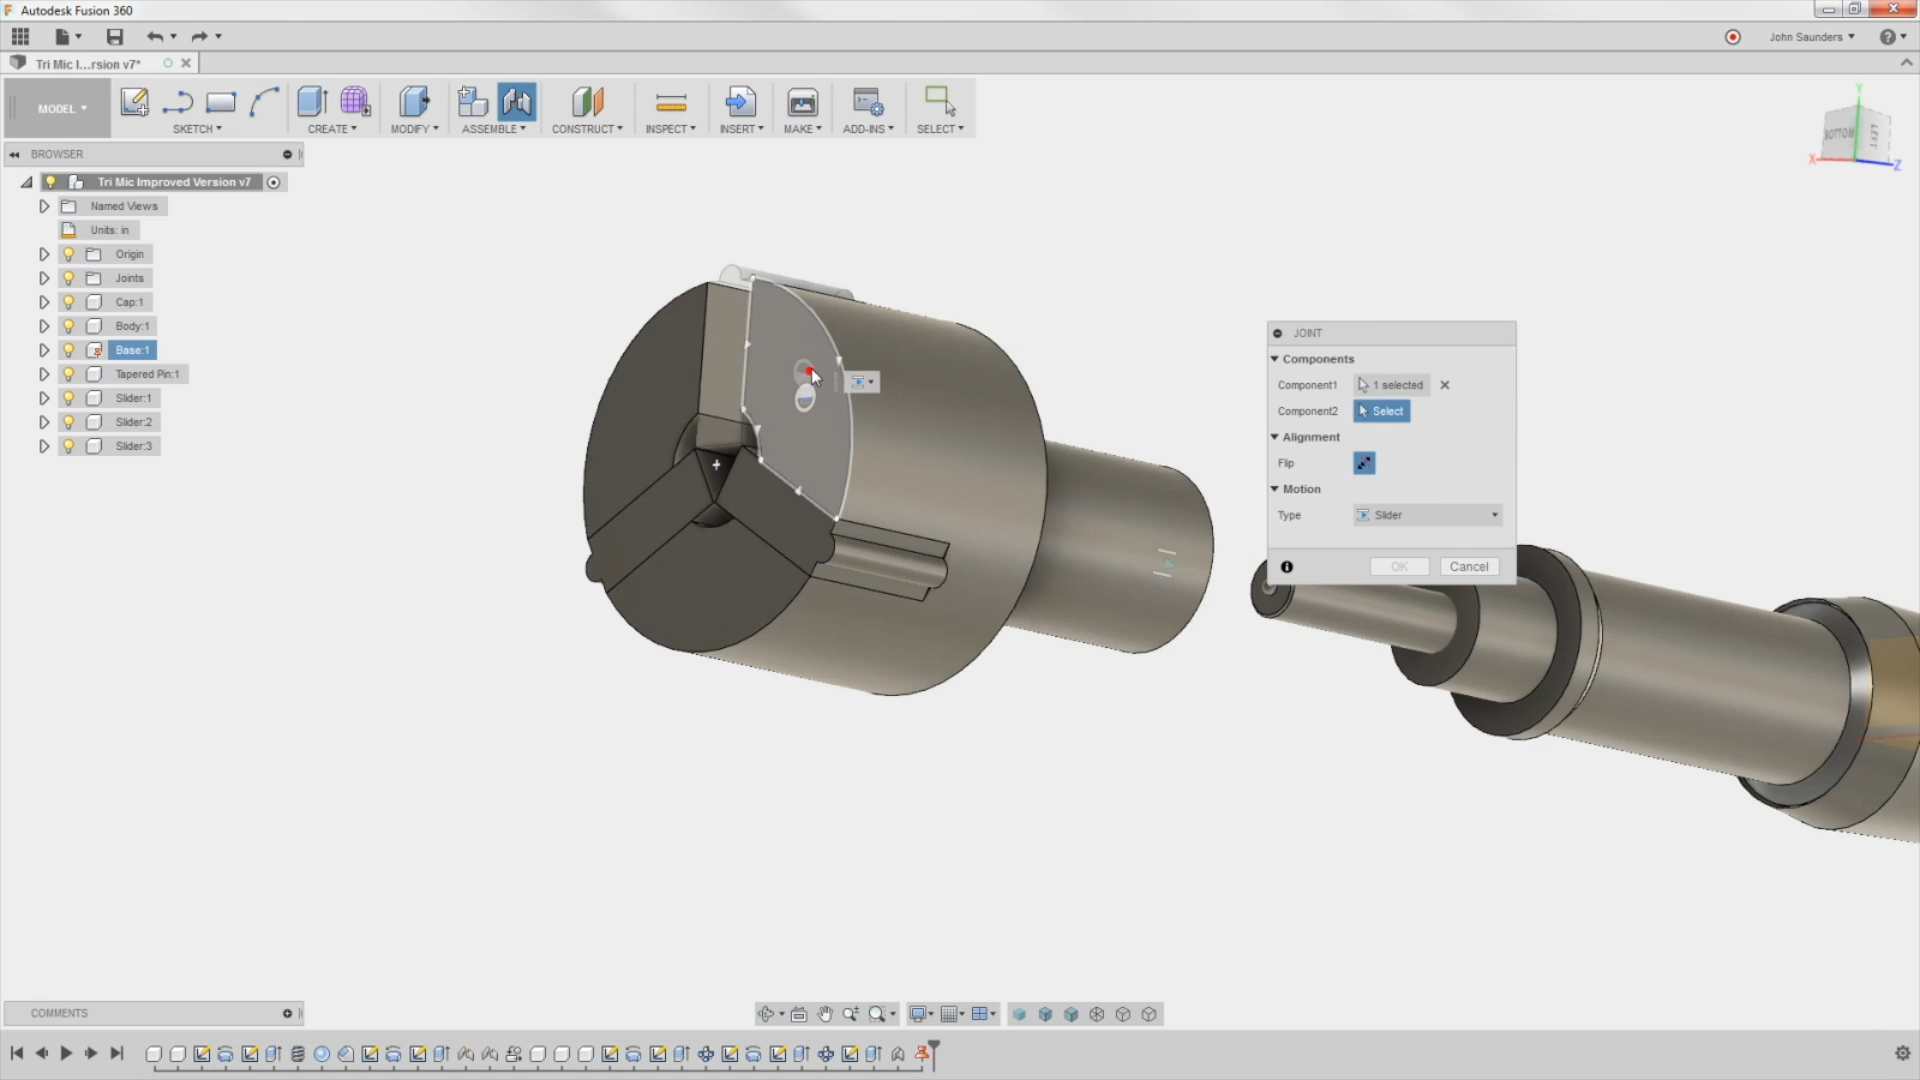 Autodesk Fusion 360
John Saunders
Tri Mic I...rsion v7*
MODEL
SKETCH
CREATE
MODIFY
ASSEMBLE
CONSTRUCT
INSPECT
INSERT
MAKE
ADD-INS
SELECT
Y
BOTTOM
LEFT
X
Z
BROWSER
Tri Mic Improved Version v7
Named Views
Units: in
Origin
Joints
Cap:1
Body:1
Base:1
Tapered Pin:1
Slider:1
Slider:2
Slider:3
JOINT
Components
Component1
1 selected
Component2
Select
Alignment
Flip
Motion
Type
Slider
OK
Cancel
COMMENTS